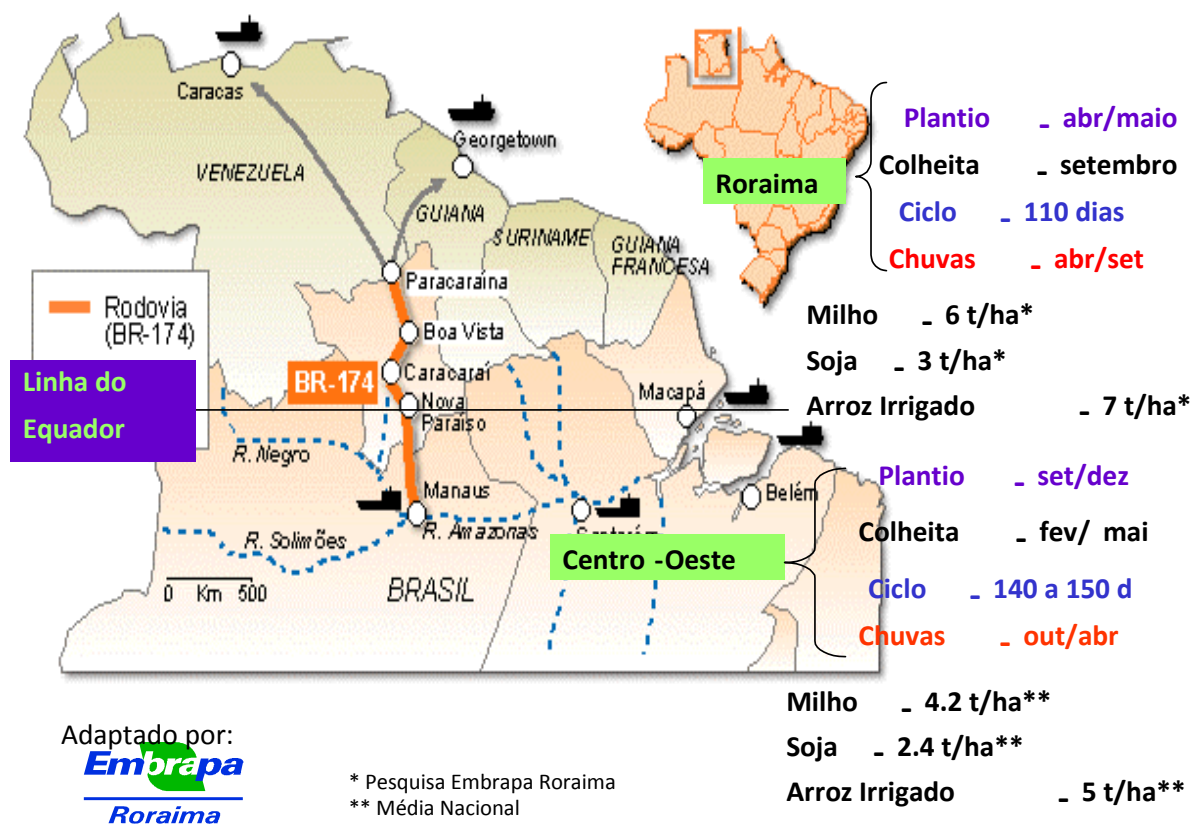 Caracas
Georgetown
VENEZUELA
GUIANA
SURINAME
GUIANA
FRANCESA
Paracaraína
Rodovia
(BR-174)
Boa Vista
BR-174
Caracaraí
Nova
Paraíso
Macapá
Linha do
Equador
R. Negro
Manaus
Belém
R. Solimões
R. Amazonas
BRASIL
0 Km 500
Roraima
Plantio - abr/maio
Colheita - setembro
Ciclo - 110 dias
Chuvas - abr/set
Milho - 6 t/ha*
Soja - 3 t/ha*
Arroz Irrigado - 7 t/ha*
Centro -Oeste
Plantio - set/dez
Colheita - fev/ mai
Ciclo - 140 a 150 d
Chuvas - out/abr
Milho - 4.2 t/ha**
Soja - 2.4 t/ha**
Arroz Irrigado - 5 t/ha**
Adaptado por:
Embrapa
Roraima
* Pesquisa Embrapa Roraima
** Média Nacional